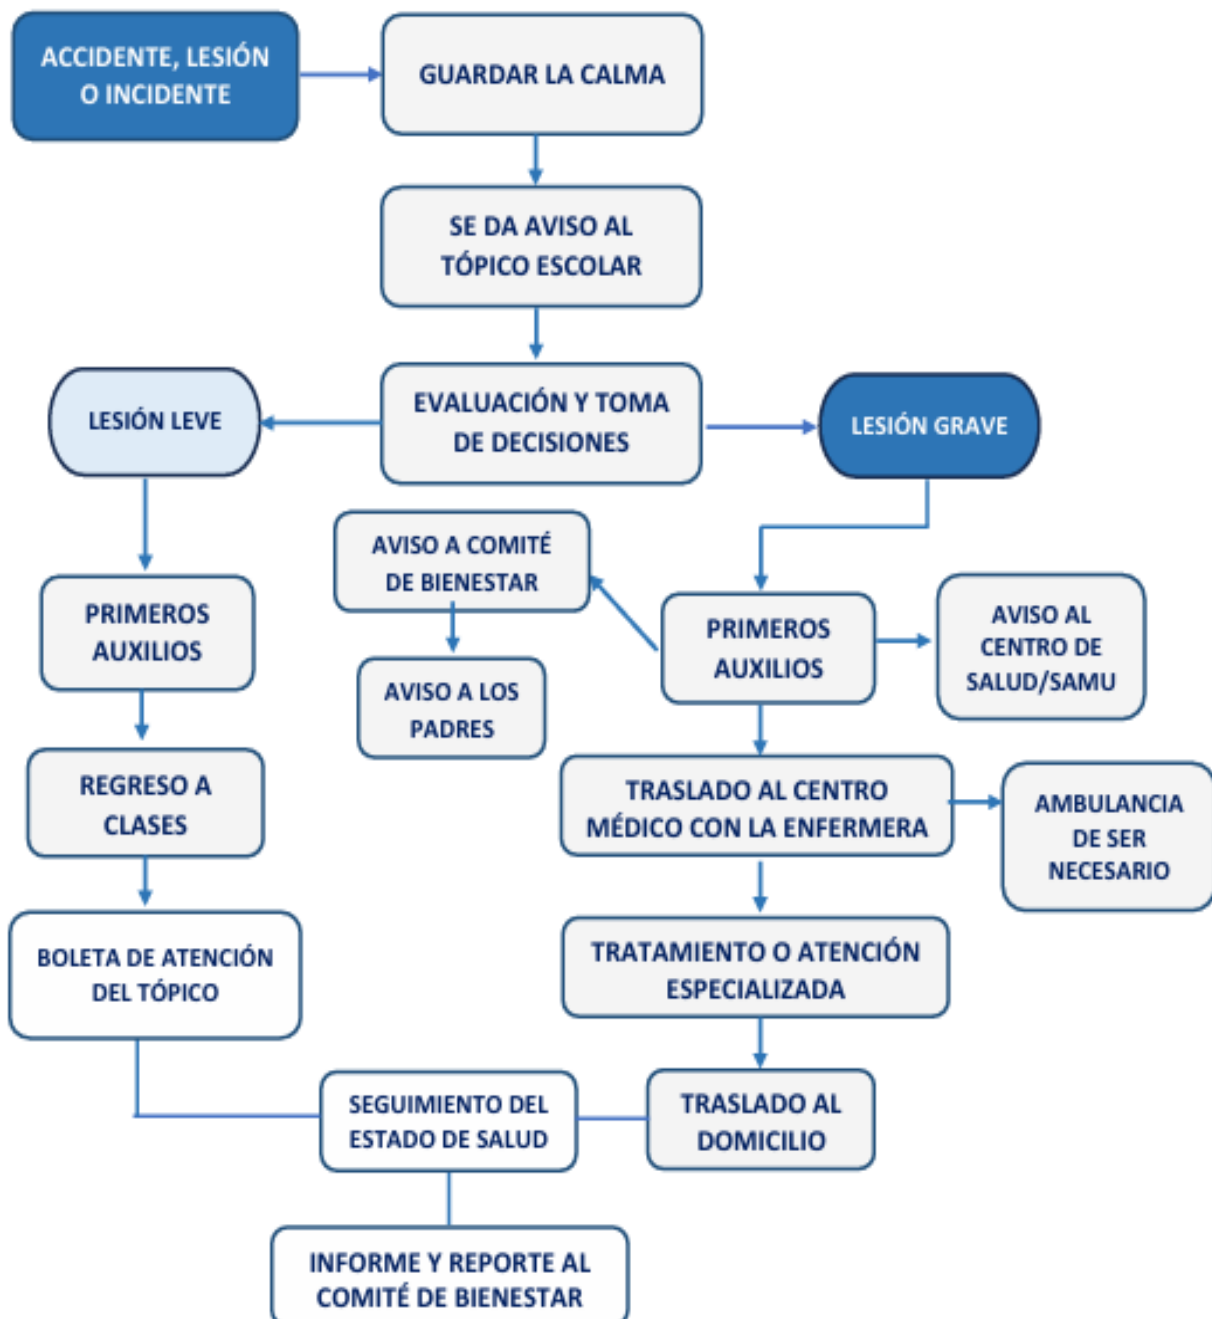 ACCIDENTE, LESIÓN
O INCIDENTE
GUARDAR LA CALMA
SE DA AVISO AL
TÓPICO ESCOLAR
EVALUACIÓN Y TOMA
DE DECISIONES
LESIÓN LEVE
LESIÓN GRAVE
PRIMEROS
AUXILIOS
REGRESO A
CLASES
BOLETA DE ATENCIÓN
DEL TÓPICO
AVISO A COMITÉ
DE BIENESTAR
AVISO A LOS
PADRES
PRIMEROS
AUXILIOS
AVISO AL
CENTRO DE
SALUD/SAMU
TRASLADO AL CENTRO
MÉDICO CON LA ENFERMERA
AMBULANCIA
DE SER
NECESARIO
TRATAMIENTO O ATENCIÓN
ESPECIALIZADA
TRASLADO AL
DOMICILIO
SEGUIMIENTO DEL
ESTADO DE SALUD
INFORME Y REPORTE AL
COMITÉ DE BIENESTAR